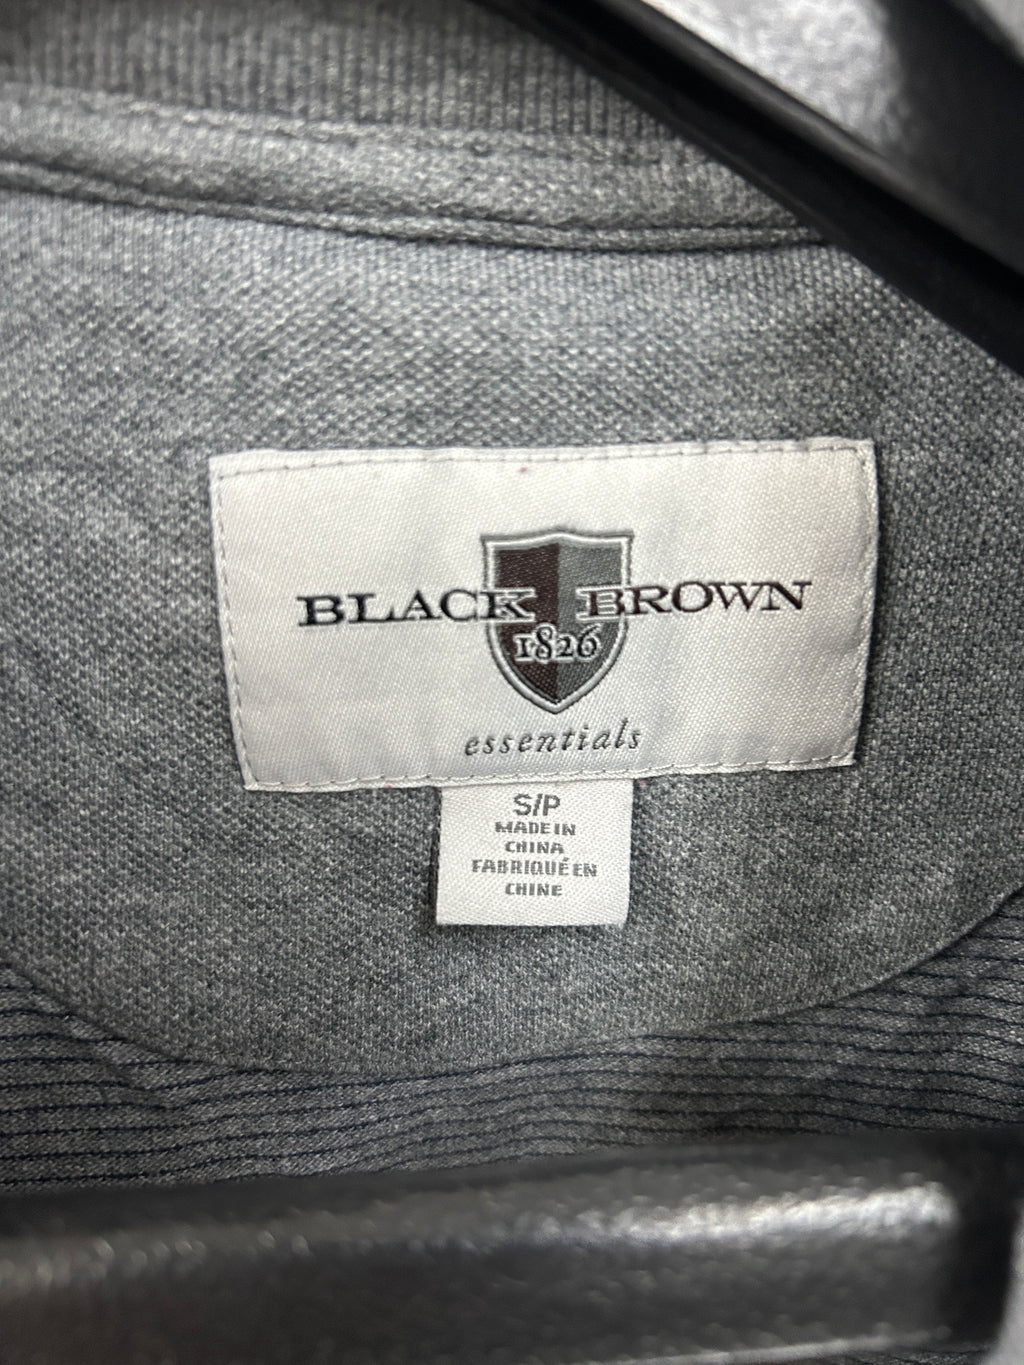 BLACK BROWN
1826
essentials
S/P
MADE IN
CHINA
FABRIQUÉ EN
CHINE